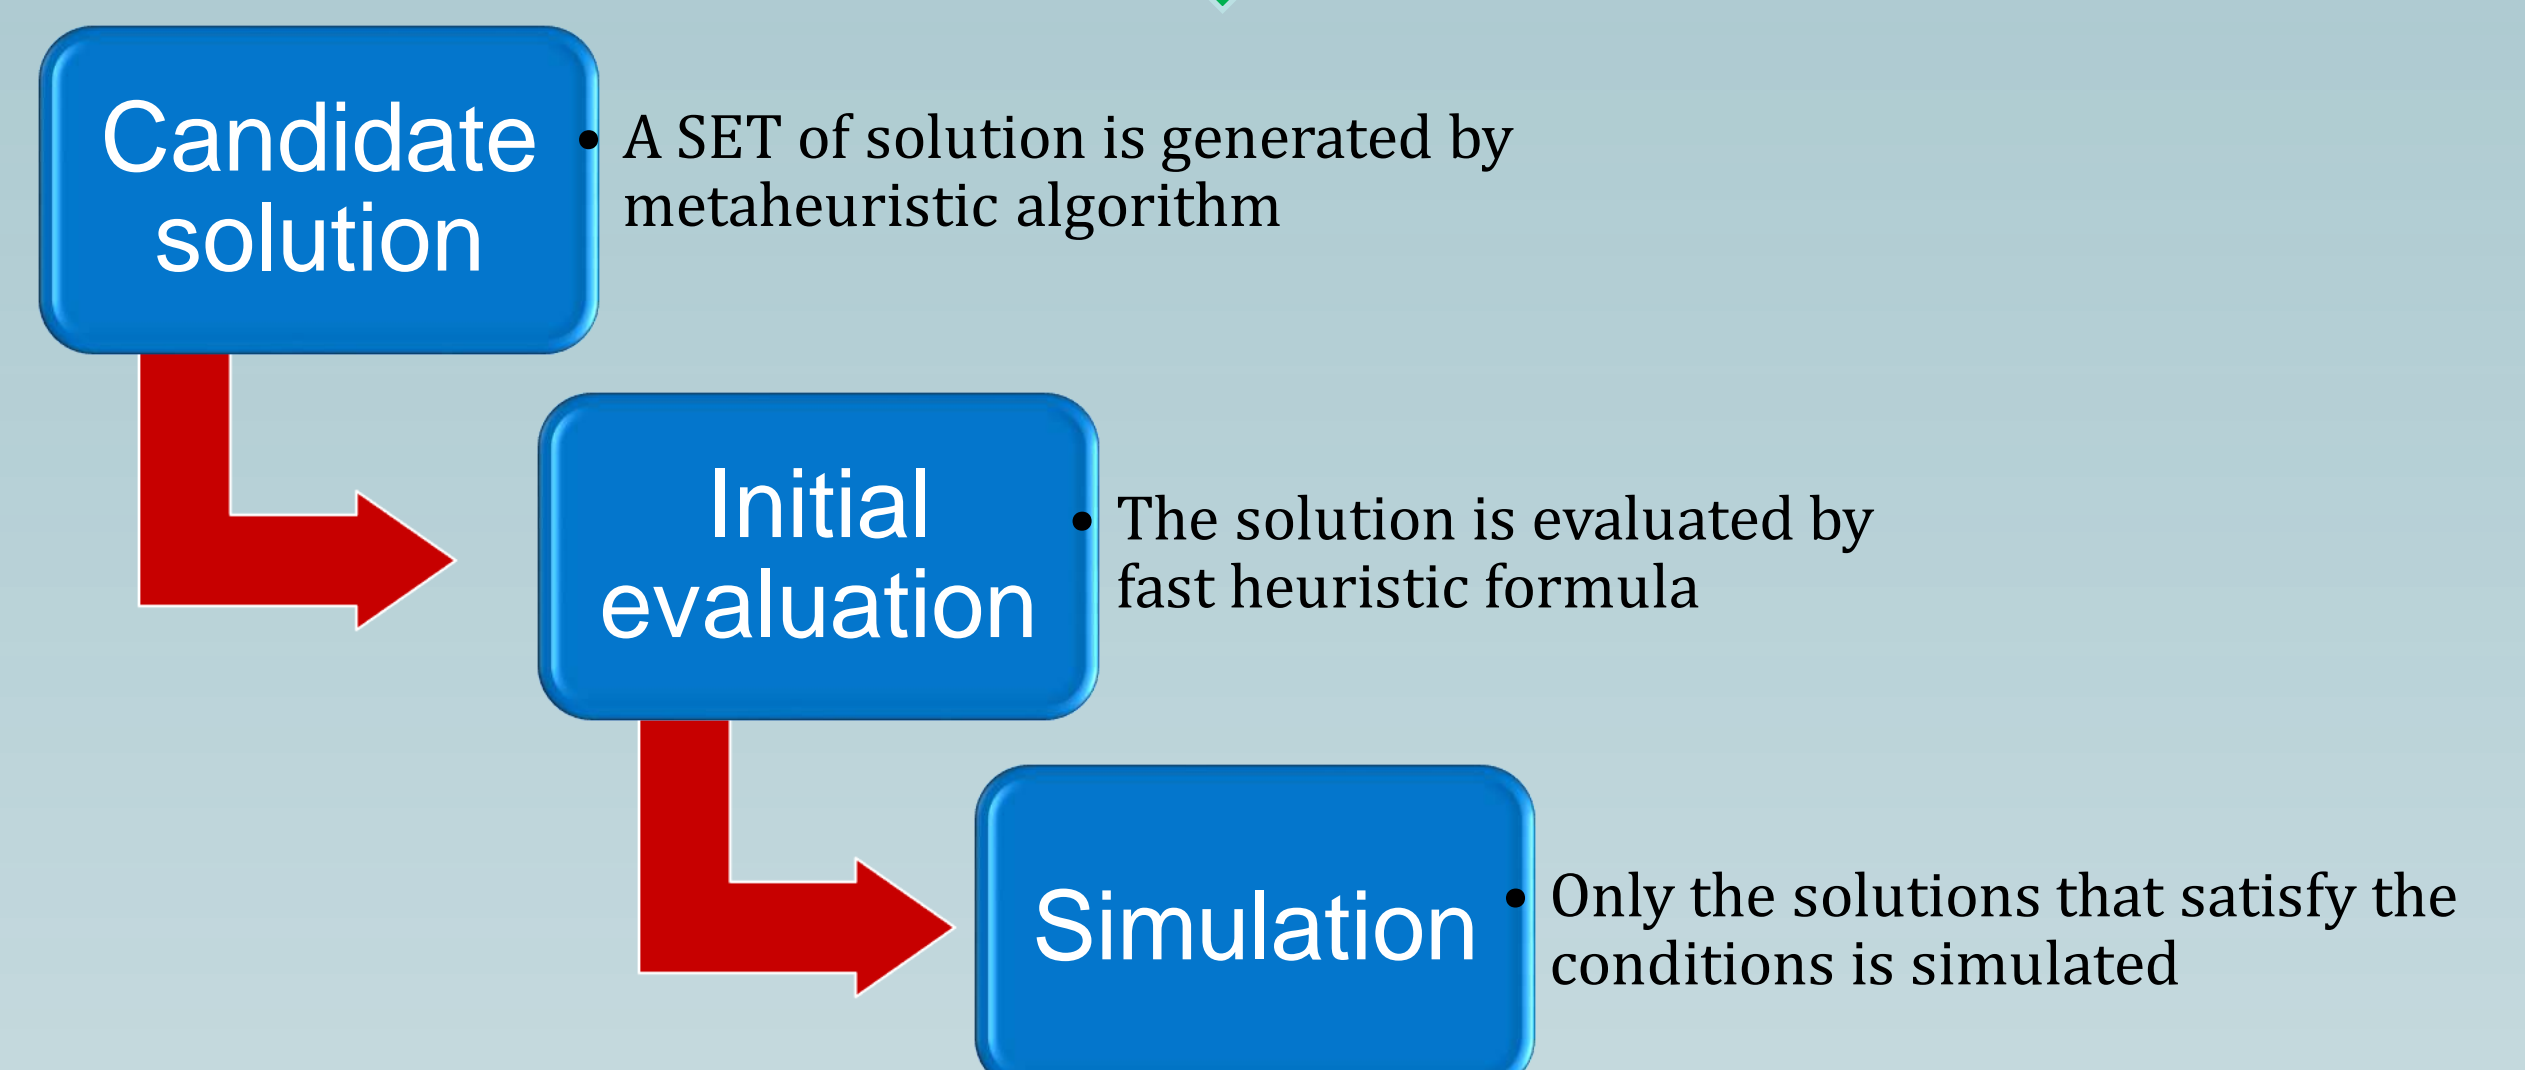 Candidate
solution
• A SET of solution is generated by
metaheuristic algorithm
Initial
evaluation
• The solution is evaluated by
fast heuristic formula
Simulation
• Only the solutions that satisfy the
conditions is simulated